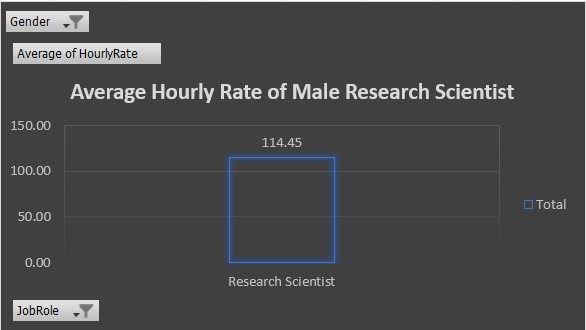 Gender
Average of HourlyRate
Average Hourly Rate of Male Research Scientist
150.00
114.45
100.00
50.00
Total
0.00
Research Scientist
JobRole